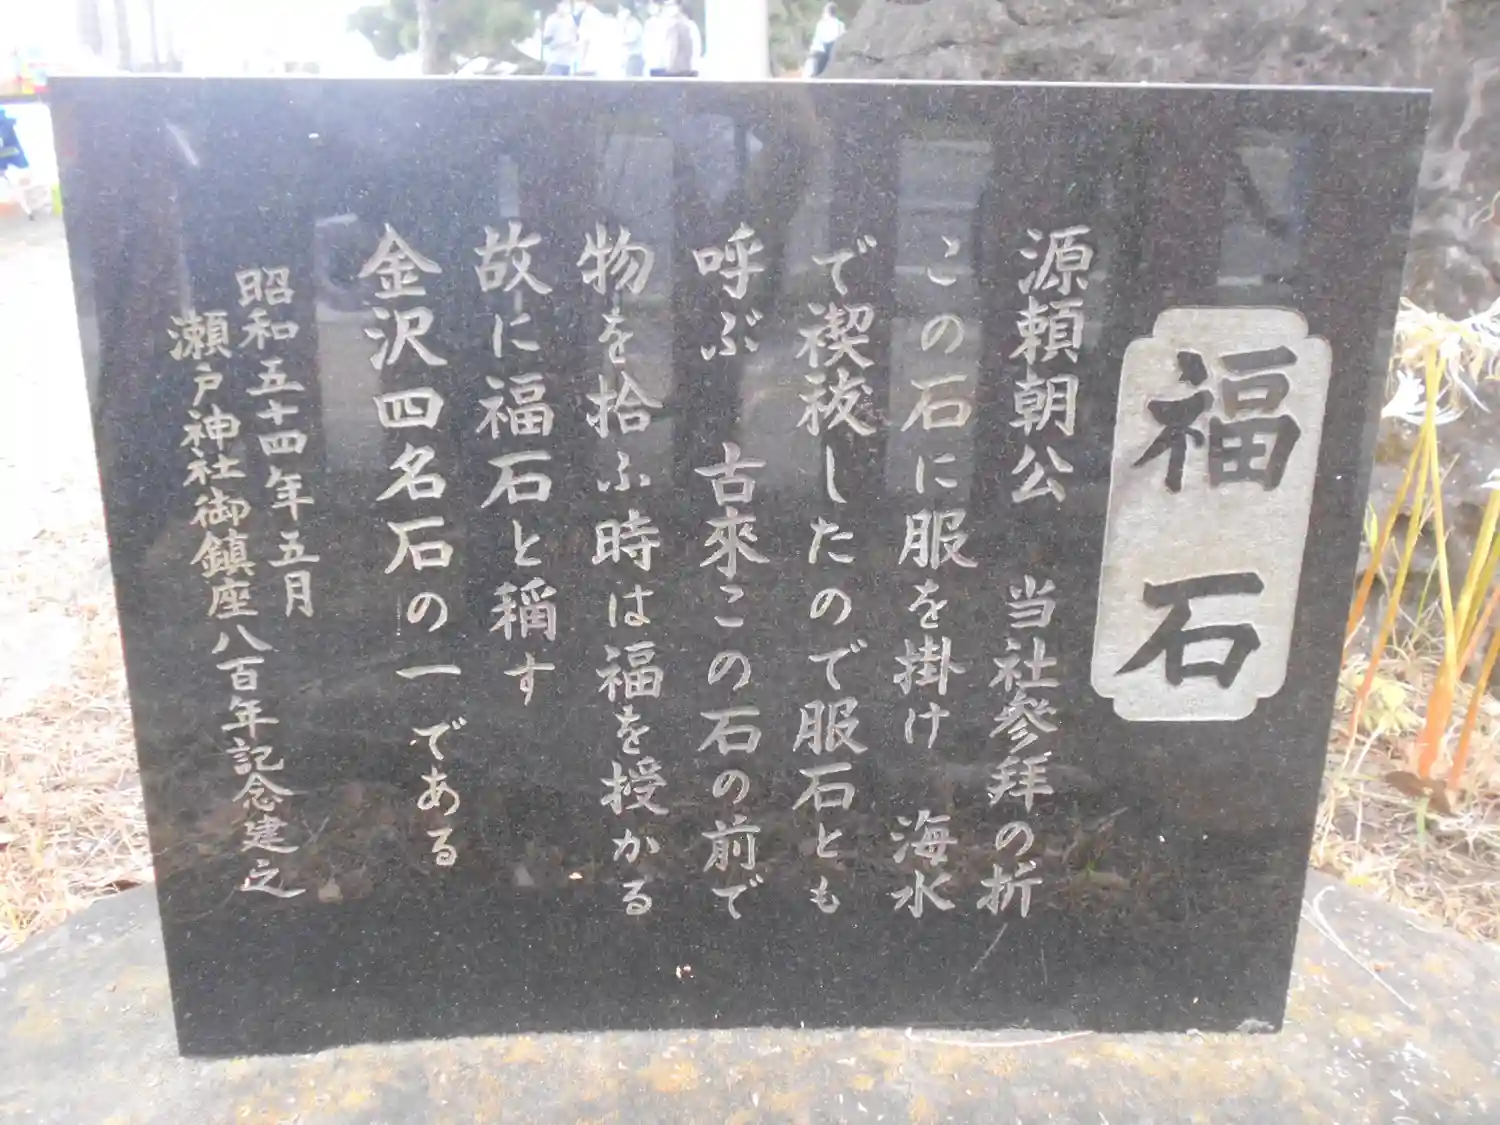 福石
源頼朝公　当社參拜の折
この石に服を掛け　海水
で禊祓したので服石とも
呼ぶ　古來この石の前で
物を拾ふ時は福を授かる
故に福石と稱す
金沢四名石の一である
昭和五十四年五月
瀬戸神社御鎮座八百年記念建之